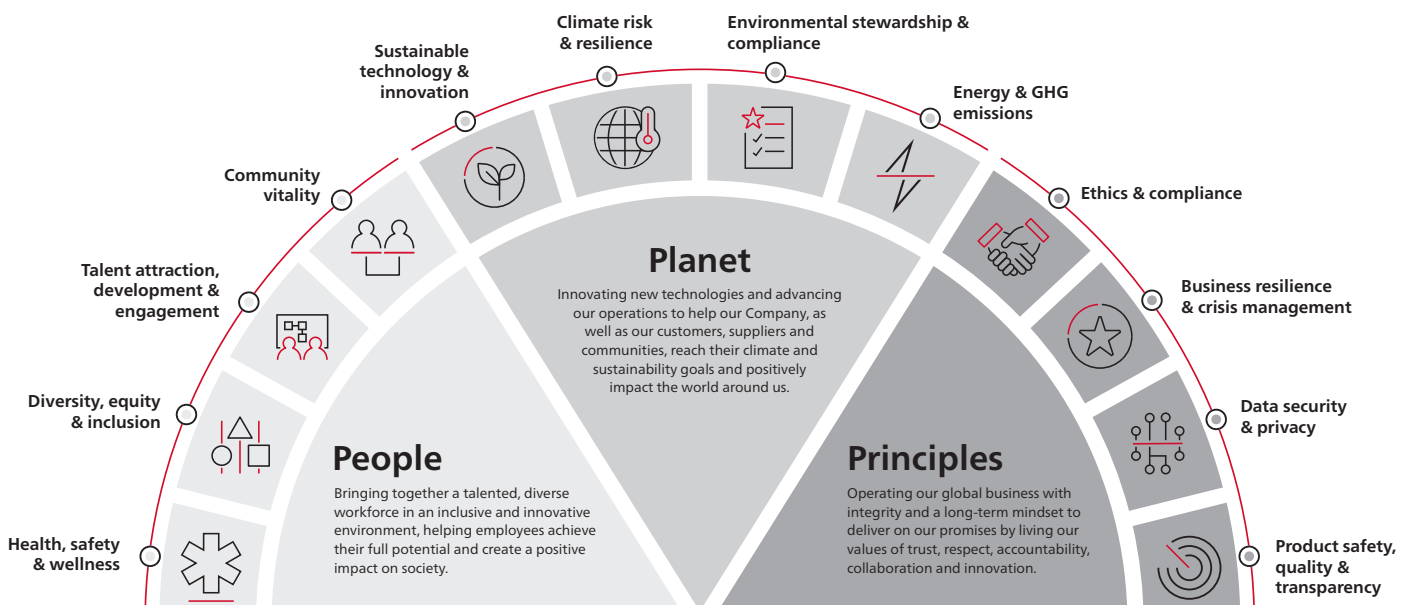 Climate risk
& resilience
Environmental stewardship &
compliance
Sustainable
technology &
innovation
Energy & GHG
emissions
Community
vitality
Ethics & compliance
Talent attraction,
development &
engagement
Business resilience
& crisis management
Diversity, equity
& inclusion
Data security
& privacy
Health, safety
& wellness
Product safety,
quality &
transparency
Planet
Innovating new technologies and advancing
our operations to help our Company, as
well as our customers, suppliers and
communities, reach their climate and
sustainability goals and positively
impact the world around us.
People
Bringing together a talented, diverse
workforce in an inclusive and innovative
environment, helping employees achieve
their full potential and create a positive
impact on society.
Principles
Operating our global business with
integrity and a long-term mindset to
deliver on our promises by living our
values of trust, respect, accountability,
collaboration and innovation.